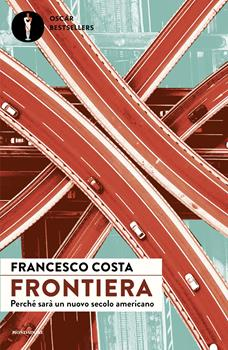 OSCAR
BESTSELLERS
FRANCESCO COSTA
FRONTIERA
Perché sarà un nuovo secolo americano
MONDADORI